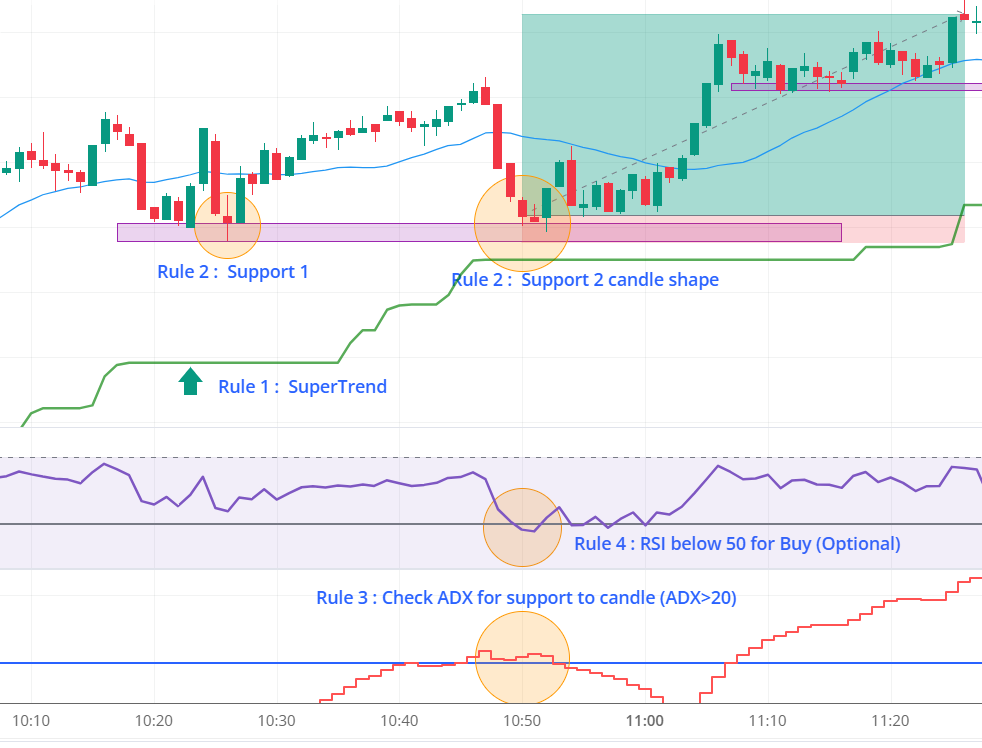 Rule 2 :  Support 1
Rule 2 :  Support 2 candle shape
Rule 1 :  SuperTrend
Rule 4 : RSI below 50 for Buy (Optional)
Rule 3 : Check ADX for support to candle (ADX>20)
10:10 10:20 10:30 10:40 10:50 11:00 11:10 11:20